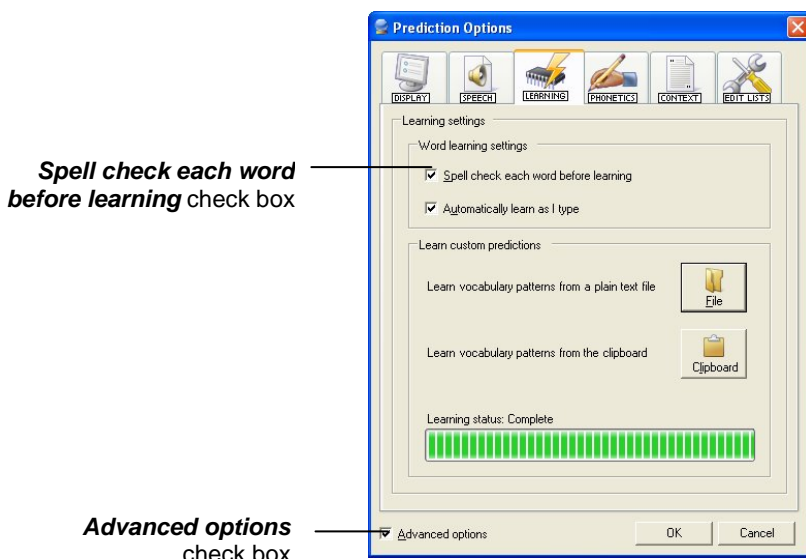 Prediction Options
DISPLAY SPEECH LEARNING PHONETICS CONTEXT EDIT LISTS
Learning settings
Word learning settings
Spell check each word
before learning check box
Spell check each word before learning
Automatically learn as I type
Learn custom predictions
Learn vocabulary patterns from a plain text file
File
Learn vocabulary patterns from the clipboard
Clipboard
Learning status: Complete
Advanced options
check box
Advanced options
OK Cancel